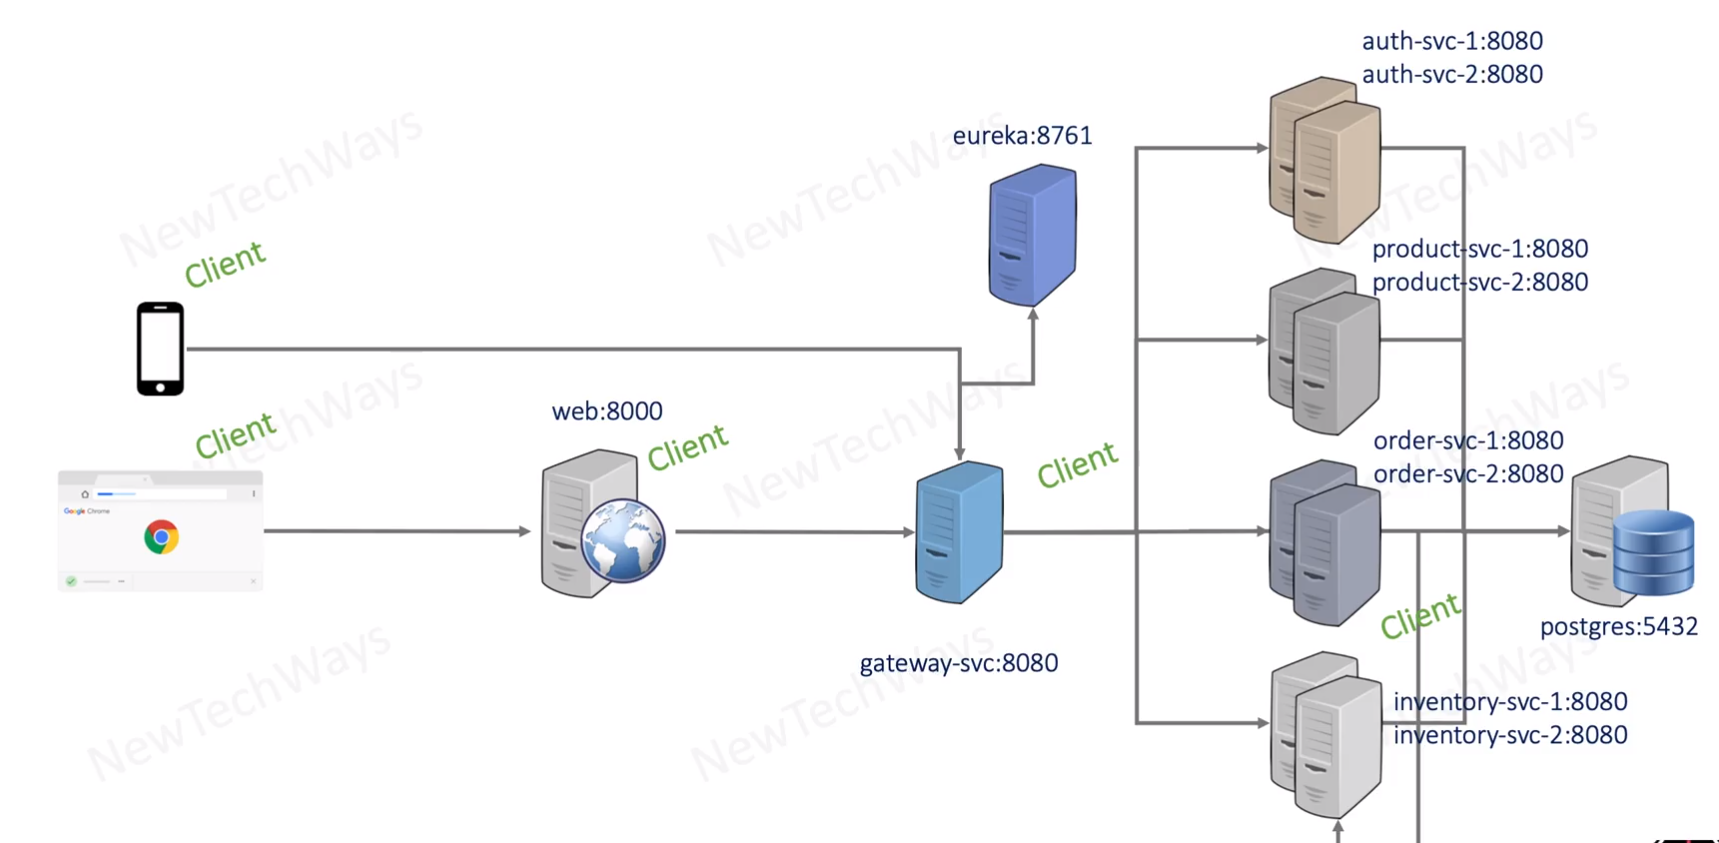 auth-svc-1:8080
auth-svc-2:8080
eureka:8761
NewTechWays
NewTechWays
NewTechWays
Client
product-svc-1:8080
product-svc-2:8080
NewTechWays
NewTechWays
NewTechWays
web:8000
Client
Client
Client
order-svc-1:8080
order-svc-2:8080
Google Chrome
Client
postgres:5432
gateway-svc:8080
NewTechWays
NewTechWays
NewTechWays
inventory-svc-1:8080
inventory-svc-2:8080